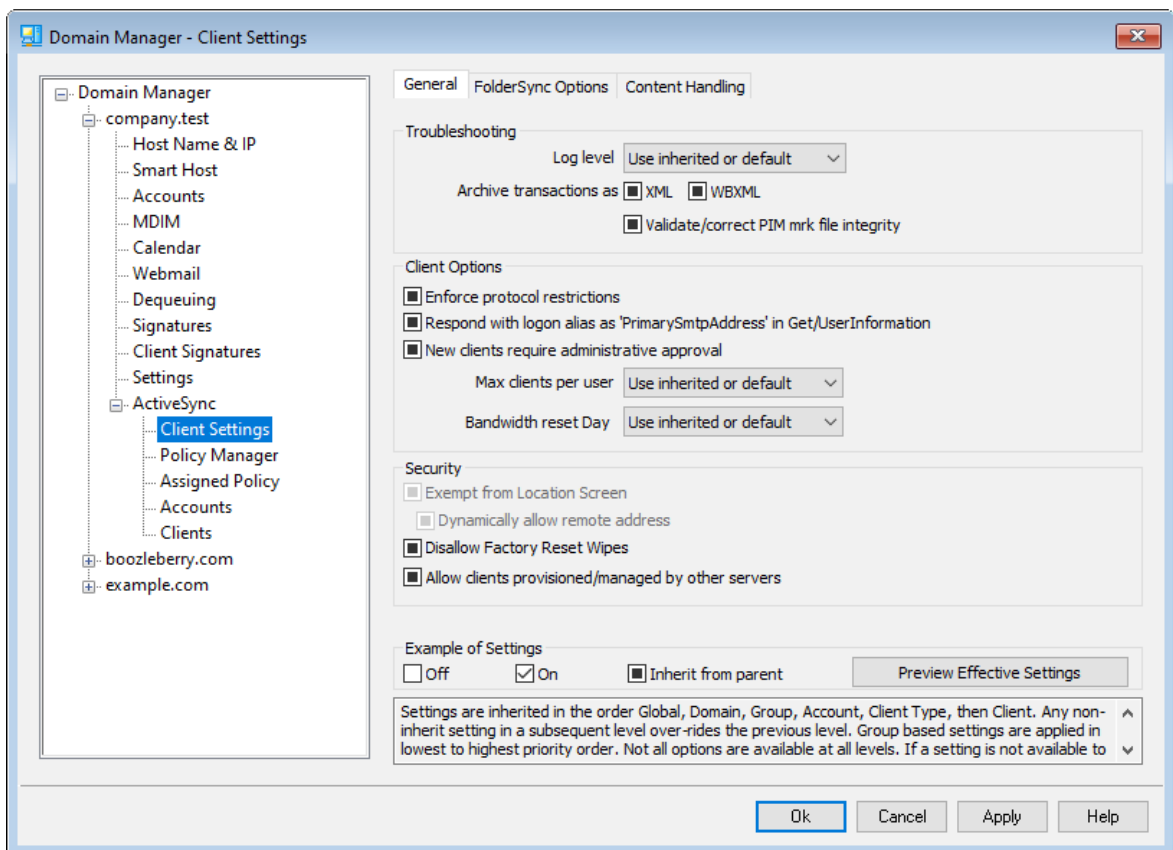 Domain Manager - Client Settings
Domain Manager
company.test
Host Name & IP
Smart Host
Accounts
MDIM
Calendar
Webmail
Dequeuing
Signatures
Client Signatures
Settings
ActiveSync
Client Settings
Policy Manager
Assigned Policy
Accounts
Clients
boozleberry.com
example.com
General FolderSync Options Content Handling
Troubleshooting
Log level Use inherited or default
Archive transactions as XML WBXML
Validate/correct PIM mrk file integrity
Client Options
Enforce protocol restrictions
Respond with logon alias as 'PrimarySmtpAddress' in Get/UserInformation
New clients require administrative approval
Max clients per user Use inherited or default
Bandwidth reset Day Use inherited or default
Security
Exempt from Location Screen
Dynamically allow remote address
Disallow Factory Reset Wipes
Allow clients provisioned/managed by other servers
Example of Settings
Off On Inherit from parent Preview Effective Settings
Settings are inherited in the order Global, Domain, Group, Account, Client Type, then Client. Any non-
inherit setting in a subsequent level over-rides the previous level. Group based settings are applied in
lowest to highest priority order. Not all options are available at all levels. If a setting is not available to
Ok Cancel Apply Help